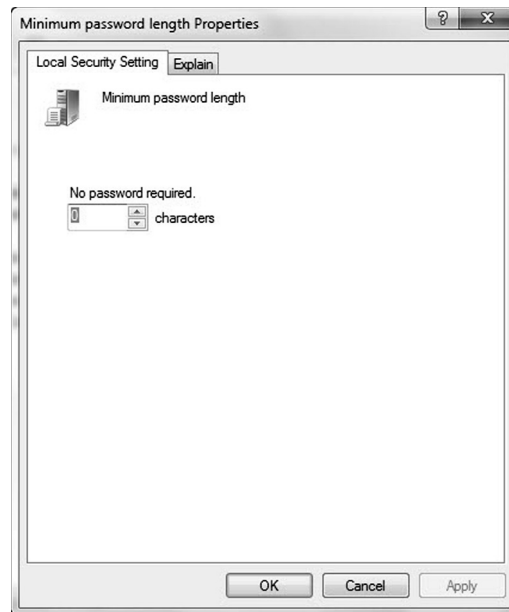 Minimum password length Properties
Local Security Setting
Explain
Minimum password length
No password required.
0 characters
OK
Cancel
Apply